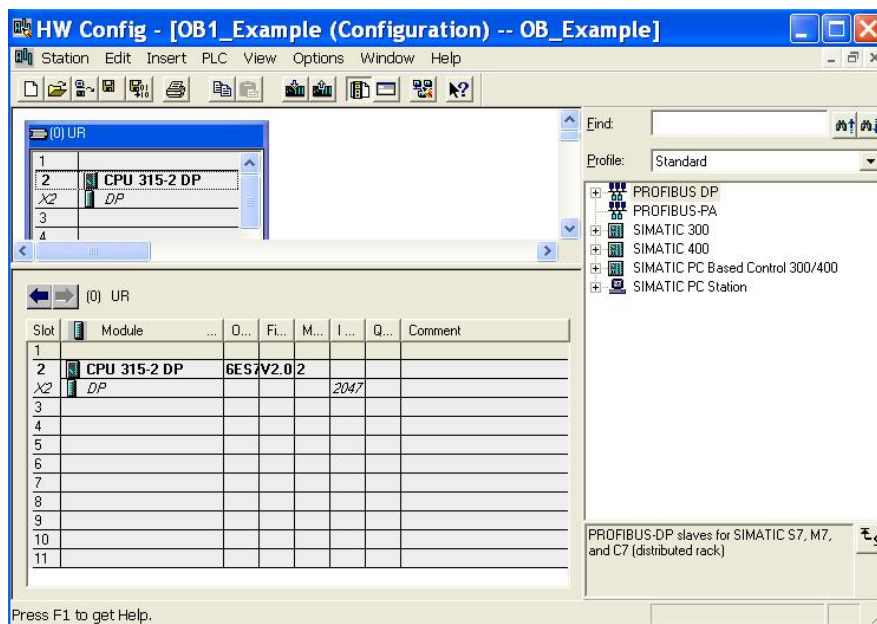 HW Config - [OB1_Example (Configuration) -- OB_Example]
Station Edit Insert PLC View Options Window Help
(0) UR
1
2 CPU 315-2 DP
X2 DP
3
4
Find:
Profile: Standard
PROFIBUS DP
PROFIBUS-PA
SIMATIC 300
SIMATIC 400
SIMATIC PC Based Control 300/400
SIMATIC PC Station
(0) UR
Slot Module ... O... Fi... M... I ... Q... Comment
1
2 CPU 315-2 DP 6ES7 V2.0 2
X2 DP 2047
3
4
5
6
7
8
9
10
11
PROFIBUS-DP slaves for SIMATIC S7, M7,
and C7 (distributed rack)
Press F1 to get Help.